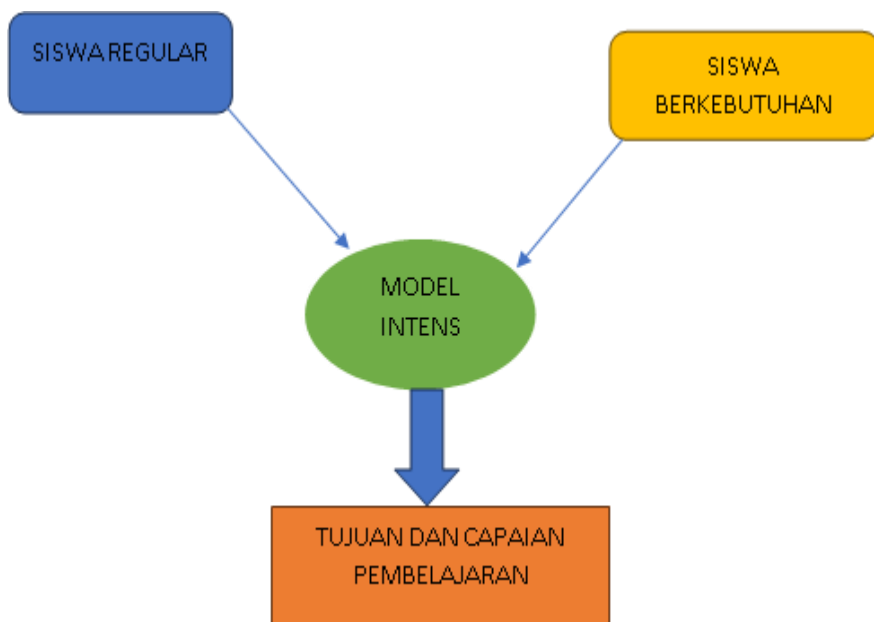 SISWA REGULAR
SISWA
BERKEBUTUHAN
MODEL
INTENS
TUJUAN DAN CAPAIAN
PEMBELAJARAN